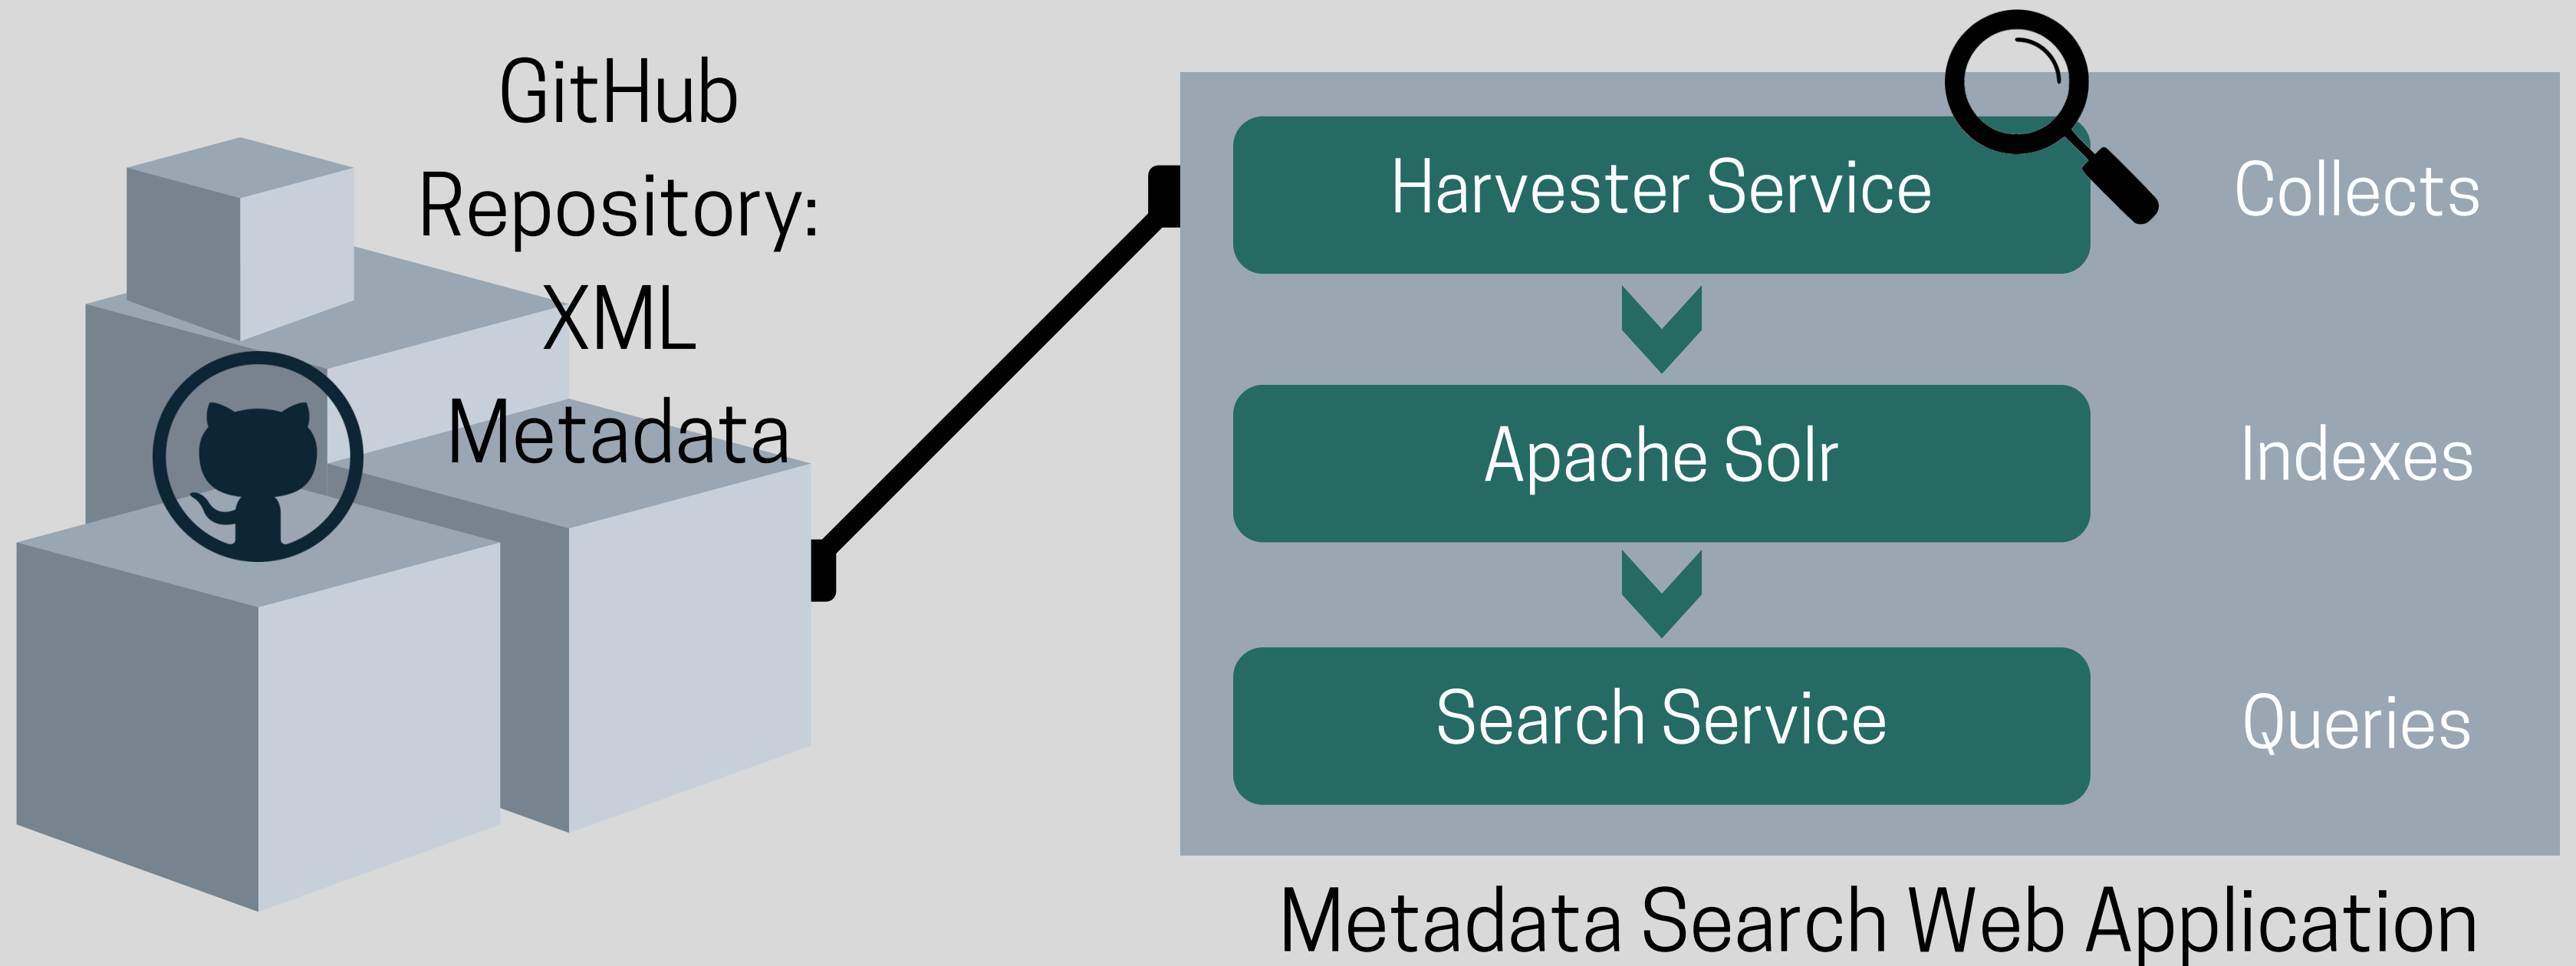 GitHub
Repository:
XML
Metadata
Harvester Service
Collects
Apache Solr
Indexes
Search Service
Queries
Metadata Search Web Application